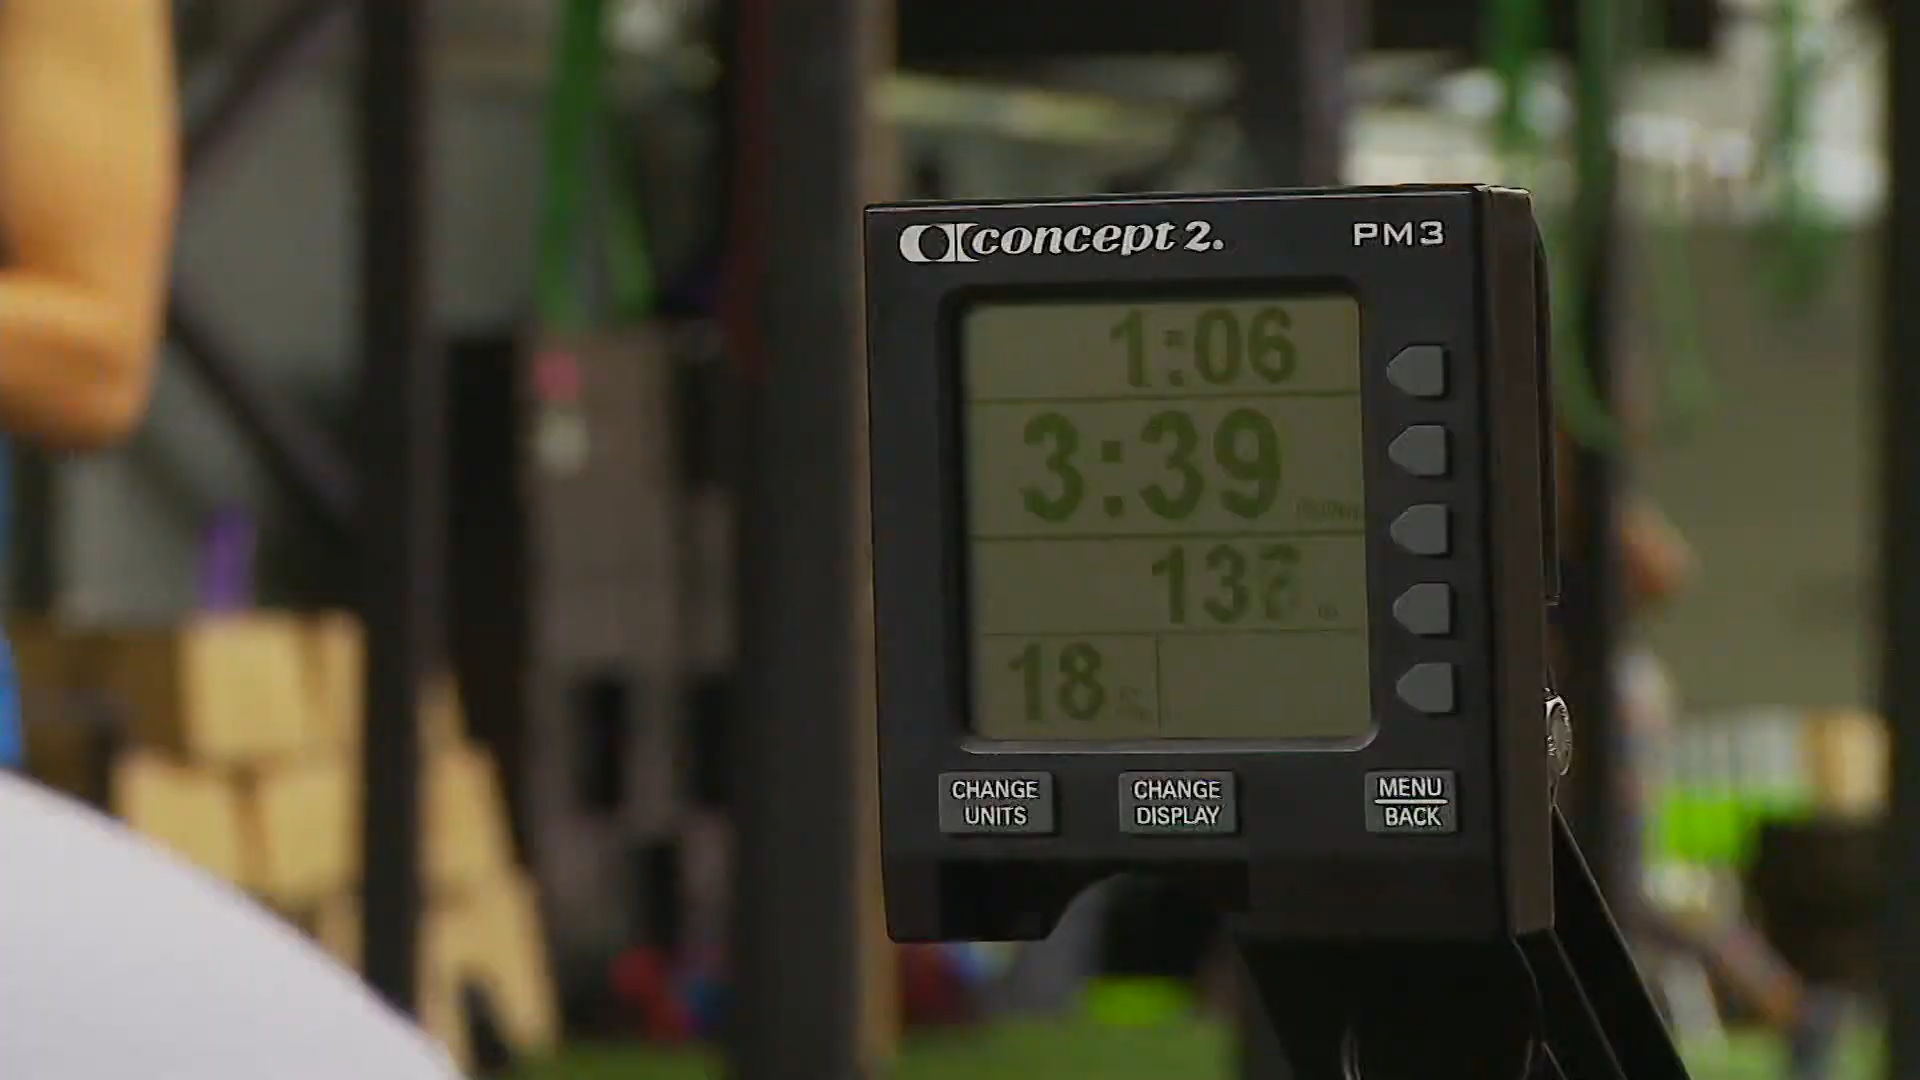 concept 2.
PM3
1:06
3:39
18
CHANGE UNITS
CHANGE DISPLAY
MENU BACK